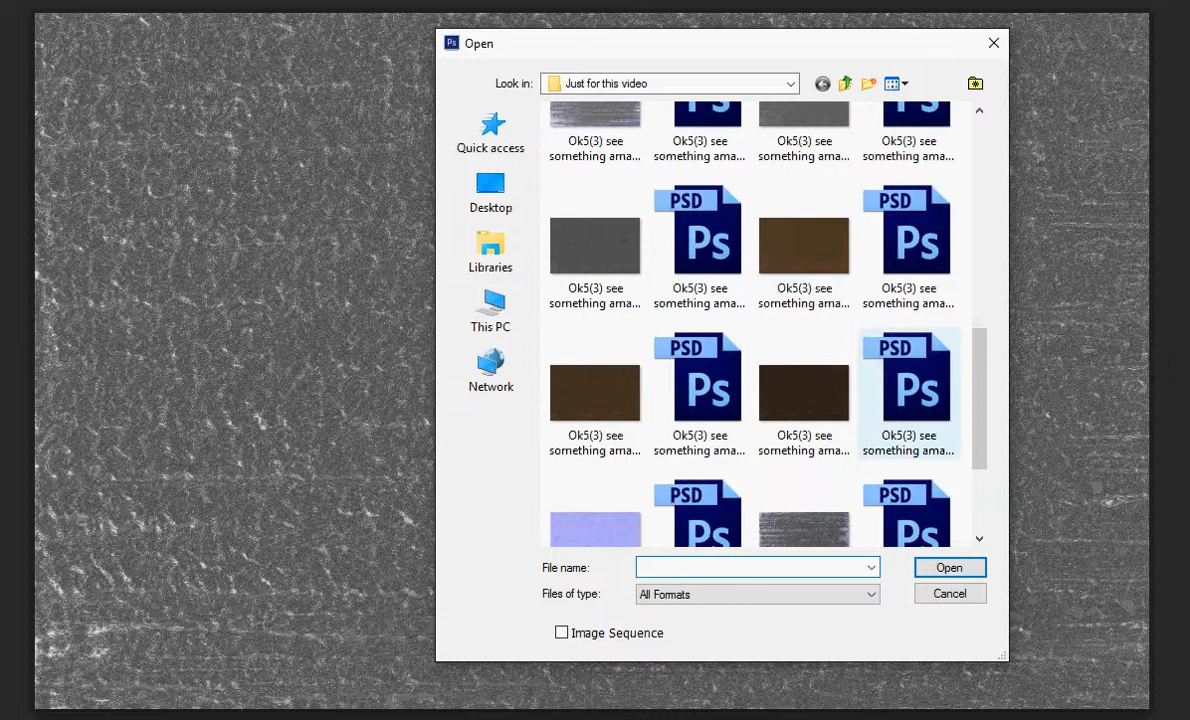 Ps Open
Look in: Just for this video
Quick access
Desktop
Libraries
This PC
Network
Ok5(3) see
something ama...
Ok5(3) see
something ama...
Ok5(3) see
something ama...
Ok5(3) see
something ama...
PSD
Ps
PSD
Ps
Ok5(3) see
something ama...
Ok5(3) see
something ama...
Ok5(3) see
something ama...
Ok5(3) see
something ama...
PSD
Ps
PSD
Ps
Ok5(3) see
something ama...
Ok5(3) see
something ama...
Ok5(3) see
something ama...
Ok5(3) see
something ama...
PSD
Ps
PSD
Ps
File name:
Open
Files of type: All Formats
Cancel
Image Sequence